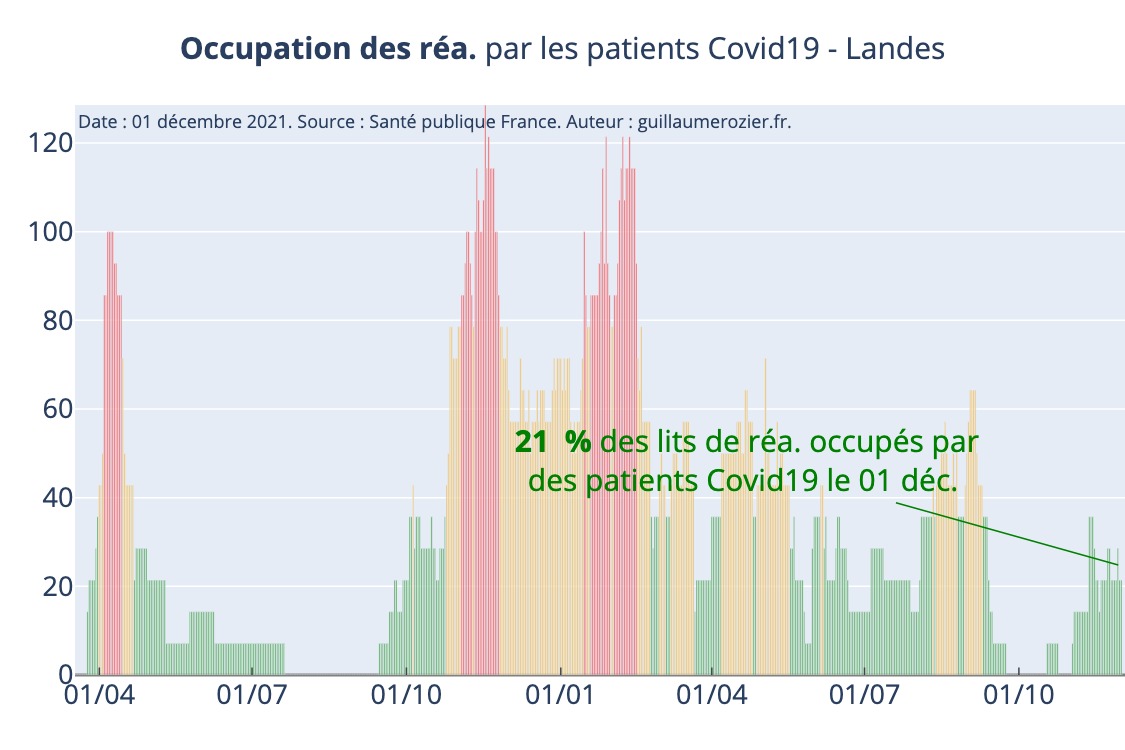 Occupation des réa. par les patients Covid19 - Landes
Date : 01 décembre 2021. Source : Santé publique France. Auteur : guillaumerozier.fr.
120
100
80
60
40
20
0
21 % des lits de réa. occupés par
des patients Covid19 le 01 déc.
01/04 01/07 01/10 01/01 01/04 01/07 01/10